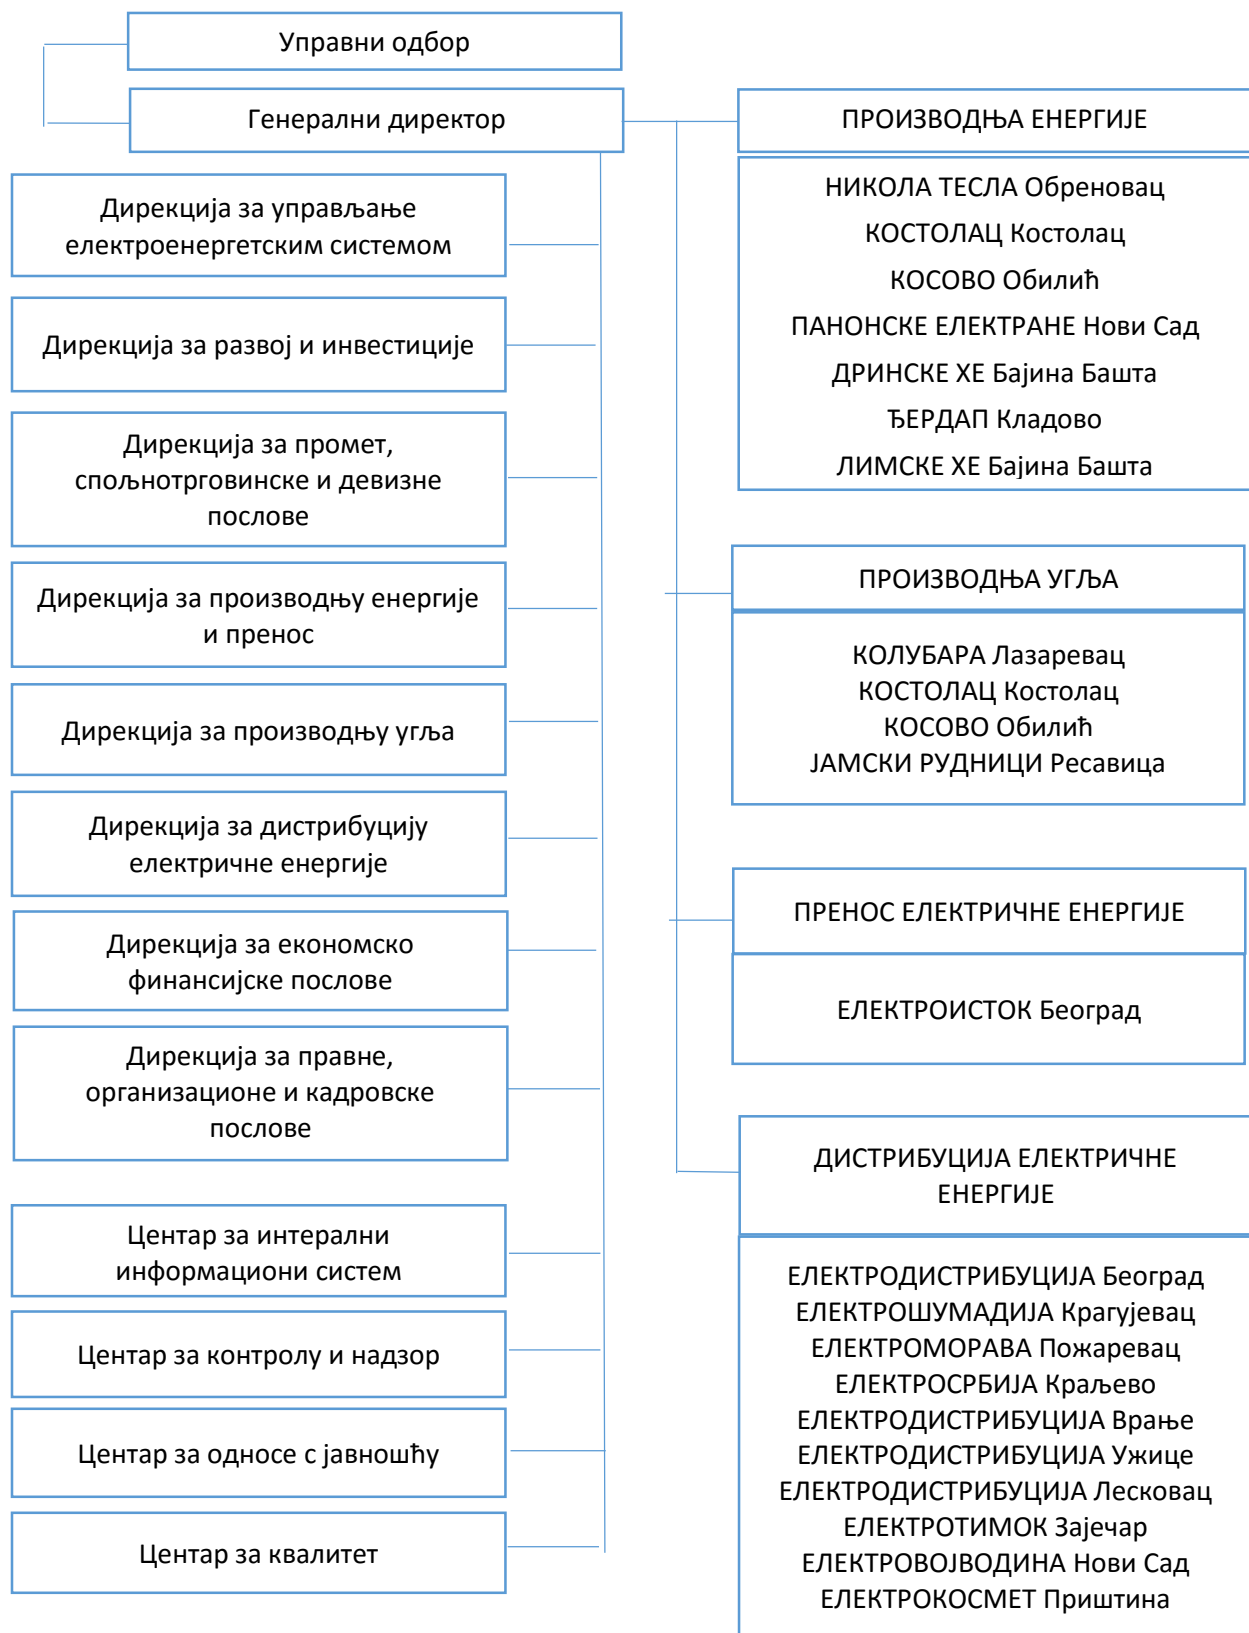 Управни одбор
Генерални директор
Дирекција за управљање
електроенергетским системом
Дирекција за развој и инвестиције
Дирекција за промет,
спољнотрговинске и девизне
послове
Дирекција за производњу енергије
и пренос
Дирекција за производњу угља
Дирекција за дистрибуцију
електричне енергије
Дирекција за економско
финансијске послове
Дирекција за правне,
организационе и кадровске
послове
Центар за интерални
информациони систем
Центар за контролу и надзор
Центар за односе с јавношћу
Центар за квалитет
ПРОИЗВОДЊА ЕНЕРГИЈЕ
НИКОЛА ТЕСЛА Обреновац
КОСТОЛАЦ Костолац
КОСОВО Обилић
ПАНОНСКЕ ЕЛЕКТРАНЕ Нови Сад
ДРИНСКЕ ХЕ Бајина Башта
ЂЕРДАП Кладово
ЛИМСКЕ ХЕ Бајина Башта
ПРОИЗВОДЊА УГЉА
КОЛУБАРА Лазаревац
КОСТОЛАЦ Костолац
КОСОВО Обилић
ЈАМСКИ РУДНИЦИ Ресавица
ПРЕНОС ЕЛЕКТРИЧНЕ ЕНЕРГИЈЕ
ЕЛЕКТРОИСТОК Београд
ДИСТРИБУЦИЈА ЕЛЕКТРИЧНЕ
ЕНЕРГИЈЕ
ЕЛЕКТРОДИСТРИБУЦИЈА Београд
ЕЛЕКТРОШУМАДИЈА Крагујевац
ЕЛЕКТРОМОРАВА Пожаревац
ЕЛЕКТРОСРБИЈА Краљево
ЕЛЕКТРОДИСТРИБУЦИЈА Врање
ЕЛЕКТРОДИСТРИБУЦИЈА Ужице
ЕЛЕКТРОДИСТРИБУЦИЈА Лесковац
ЕЛЕКТРОТИМОК Зајечар
ЕЛЕКТРОВОЈВОДИНА Нови Сад
ЕЛЕКТРОКОСМЕТ Приштина